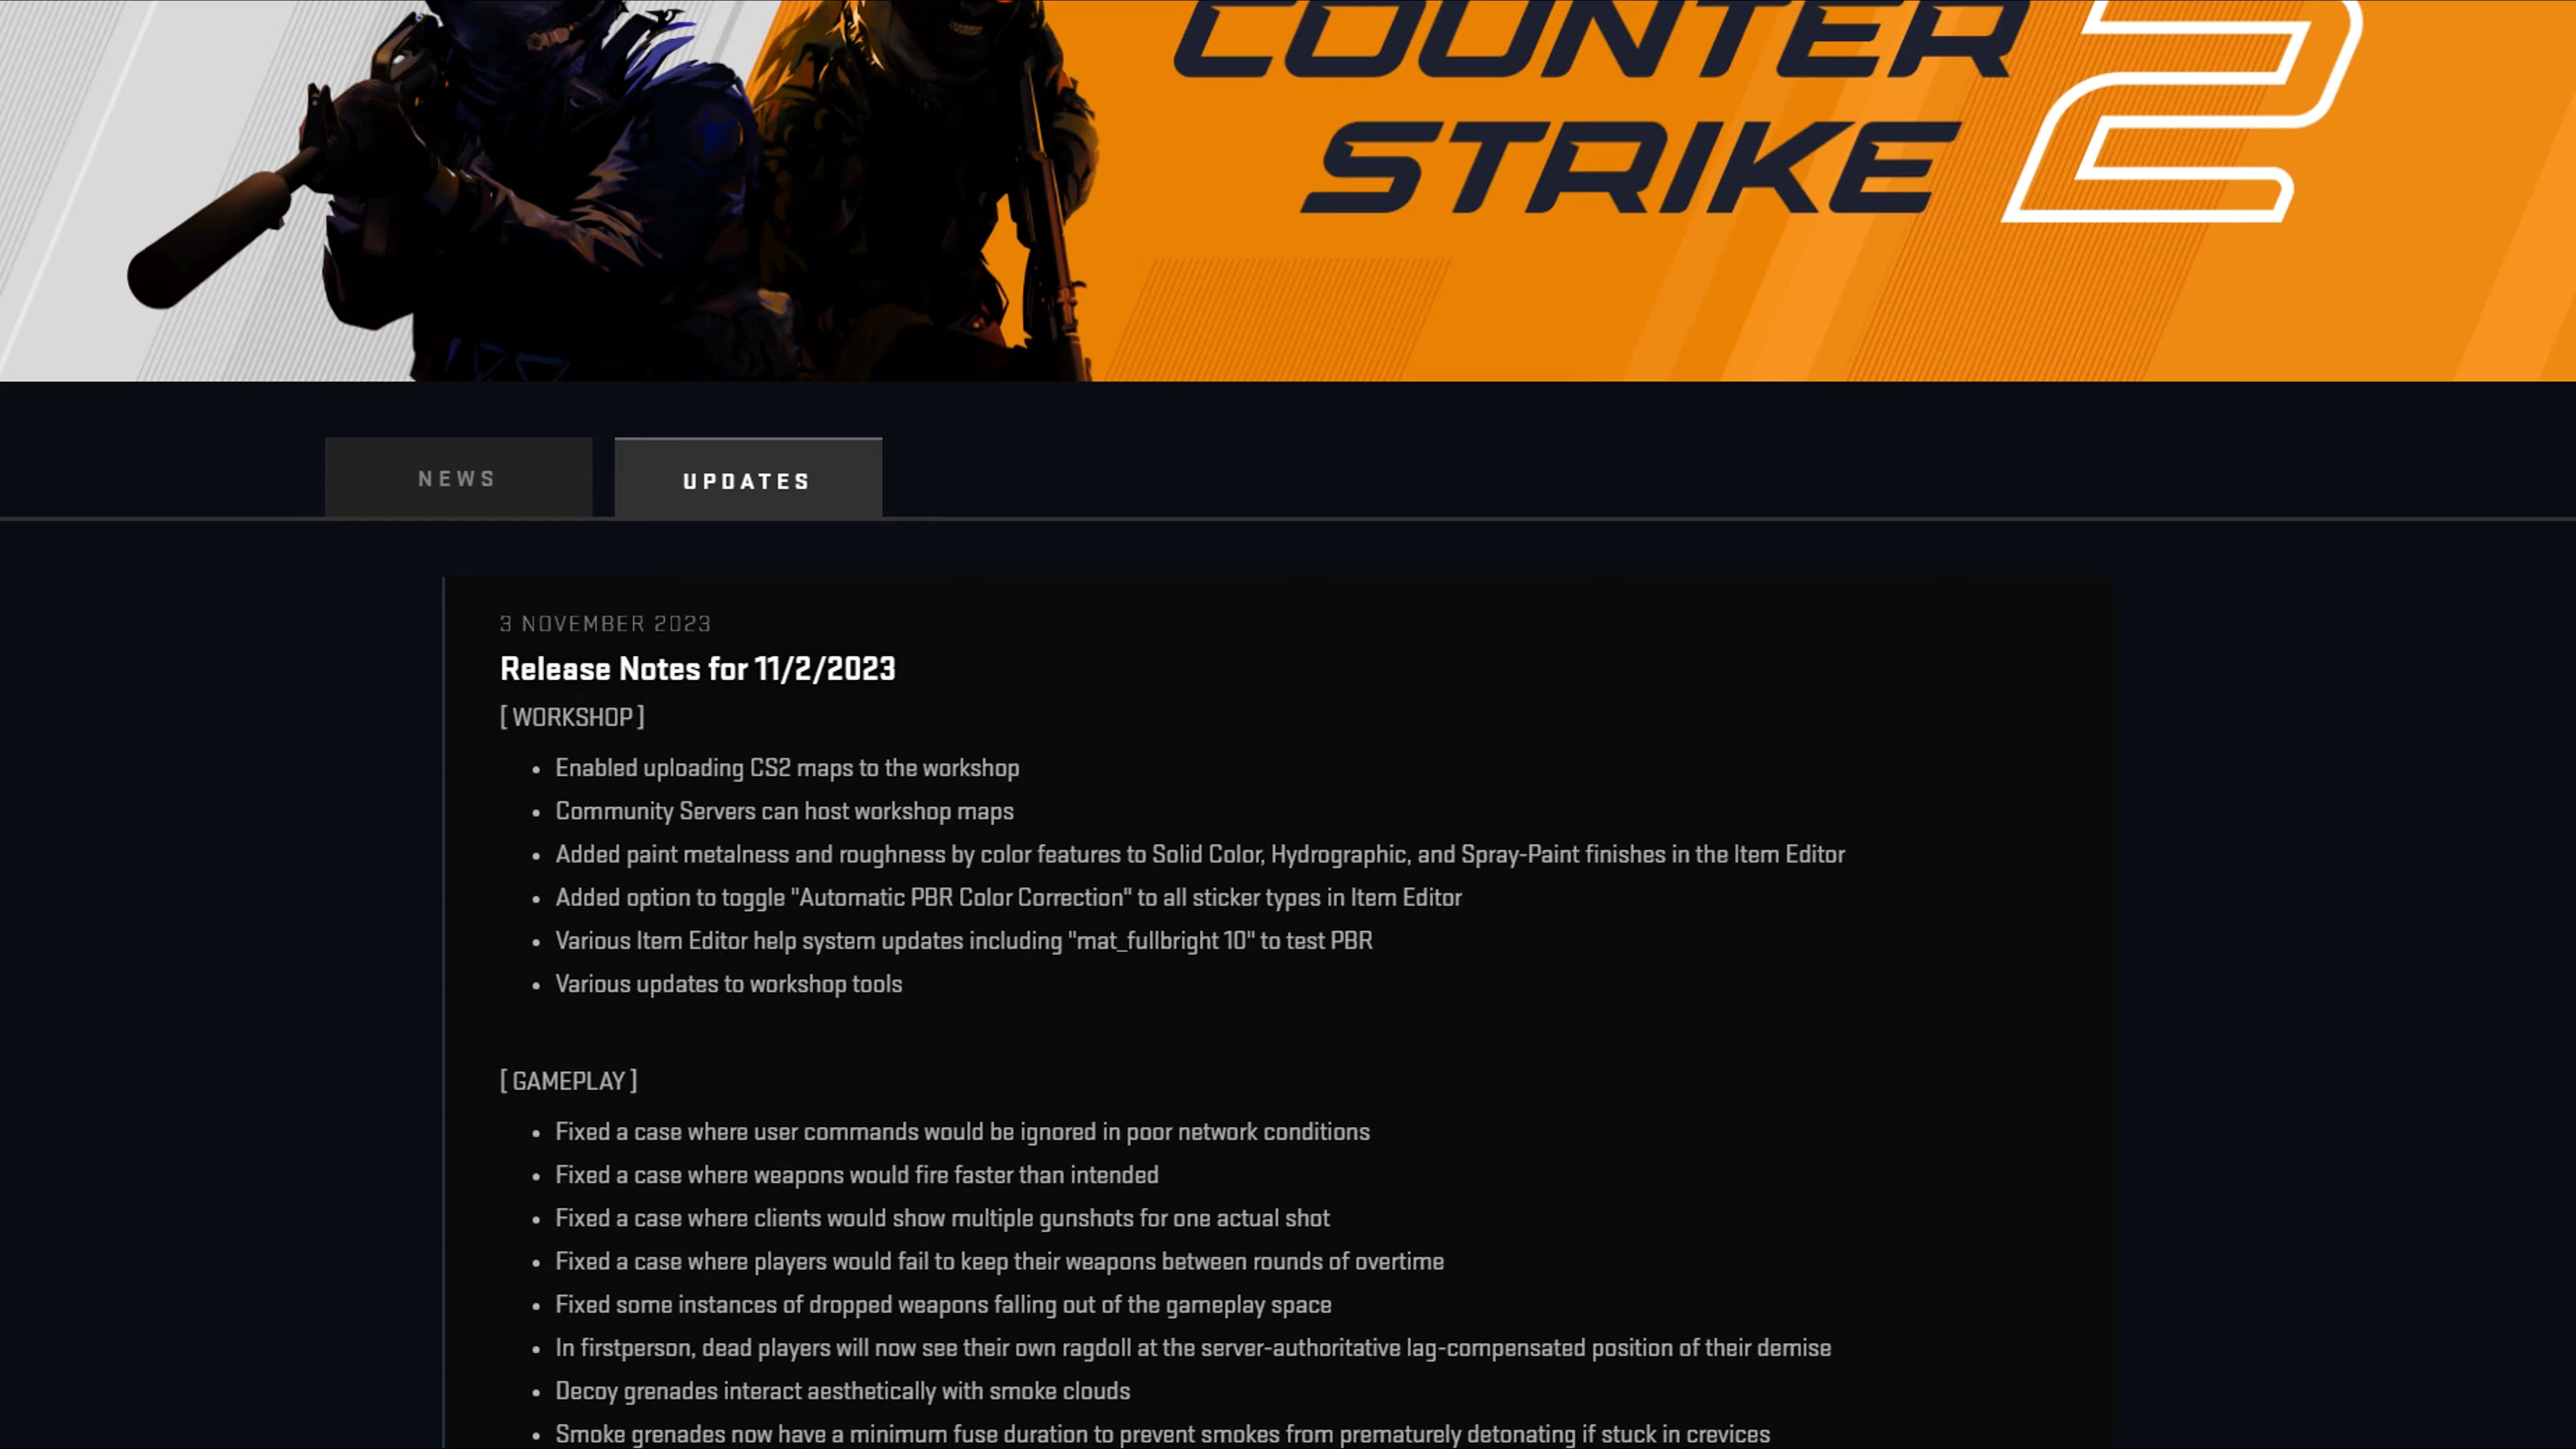 COUNTER
STRIKE 2
NEWS
UPDATES
3 NOVEMBER 2023
Release Notes for 11/2/2023
[ WORKSHOP ]
• Enabled uploading CS2 maps to the workshop
• Community Servers can host workshop maps
• Added paint metalness and roughness by color features to Solid Color, Hydrographic, and Spray-Paint finishes in the Item Editor
• Added option to toggle "Automatic PBR Color Correction" to all sticker types in Item Editor
• Various Item Editor help system updates including "mat_fullbright 10" to test PBR
• Various updates to workshop tools
[ GAMEPLAY ]
• Fixed a case where user commands would be ignored in poor network conditions
• Fixed a case where weapons would fire faster than intended
• Fixed a case where clients would show multiple gunshots for one actual shot
• Fixed a case where players would fail to keep their weapons between rounds of overtime
• Fixed some instances of dropped weapons falling out of the gameplay space
• In firstperson, dead players will now see their own ragdoll at the server-authoritative lag-compensated position of their demise
• Decoy grenades interact aesthetically with smoke clouds
• Smoke grenades now have a minimum fuse duration to prevent smokes from prematurely detonating if stuck in crevices